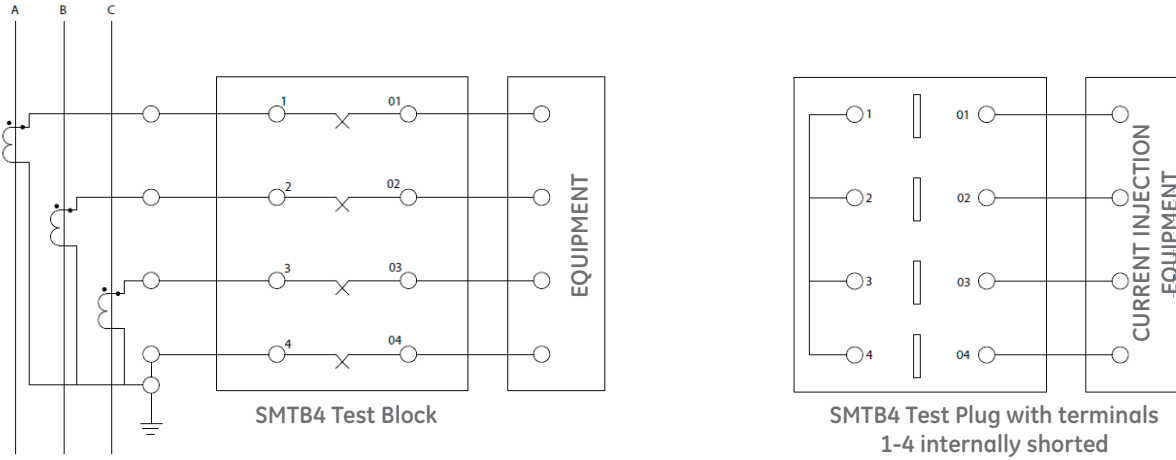 A B C
1 01
2 02
3 03
4 04
EQUIPMENT
SMTB4 Test Block
1 01
2 02
3 03
4 04
CURRENT INJECTION
EQUIPMENT
SMTB4 Test Plug with terminals
1-4 internally shorted